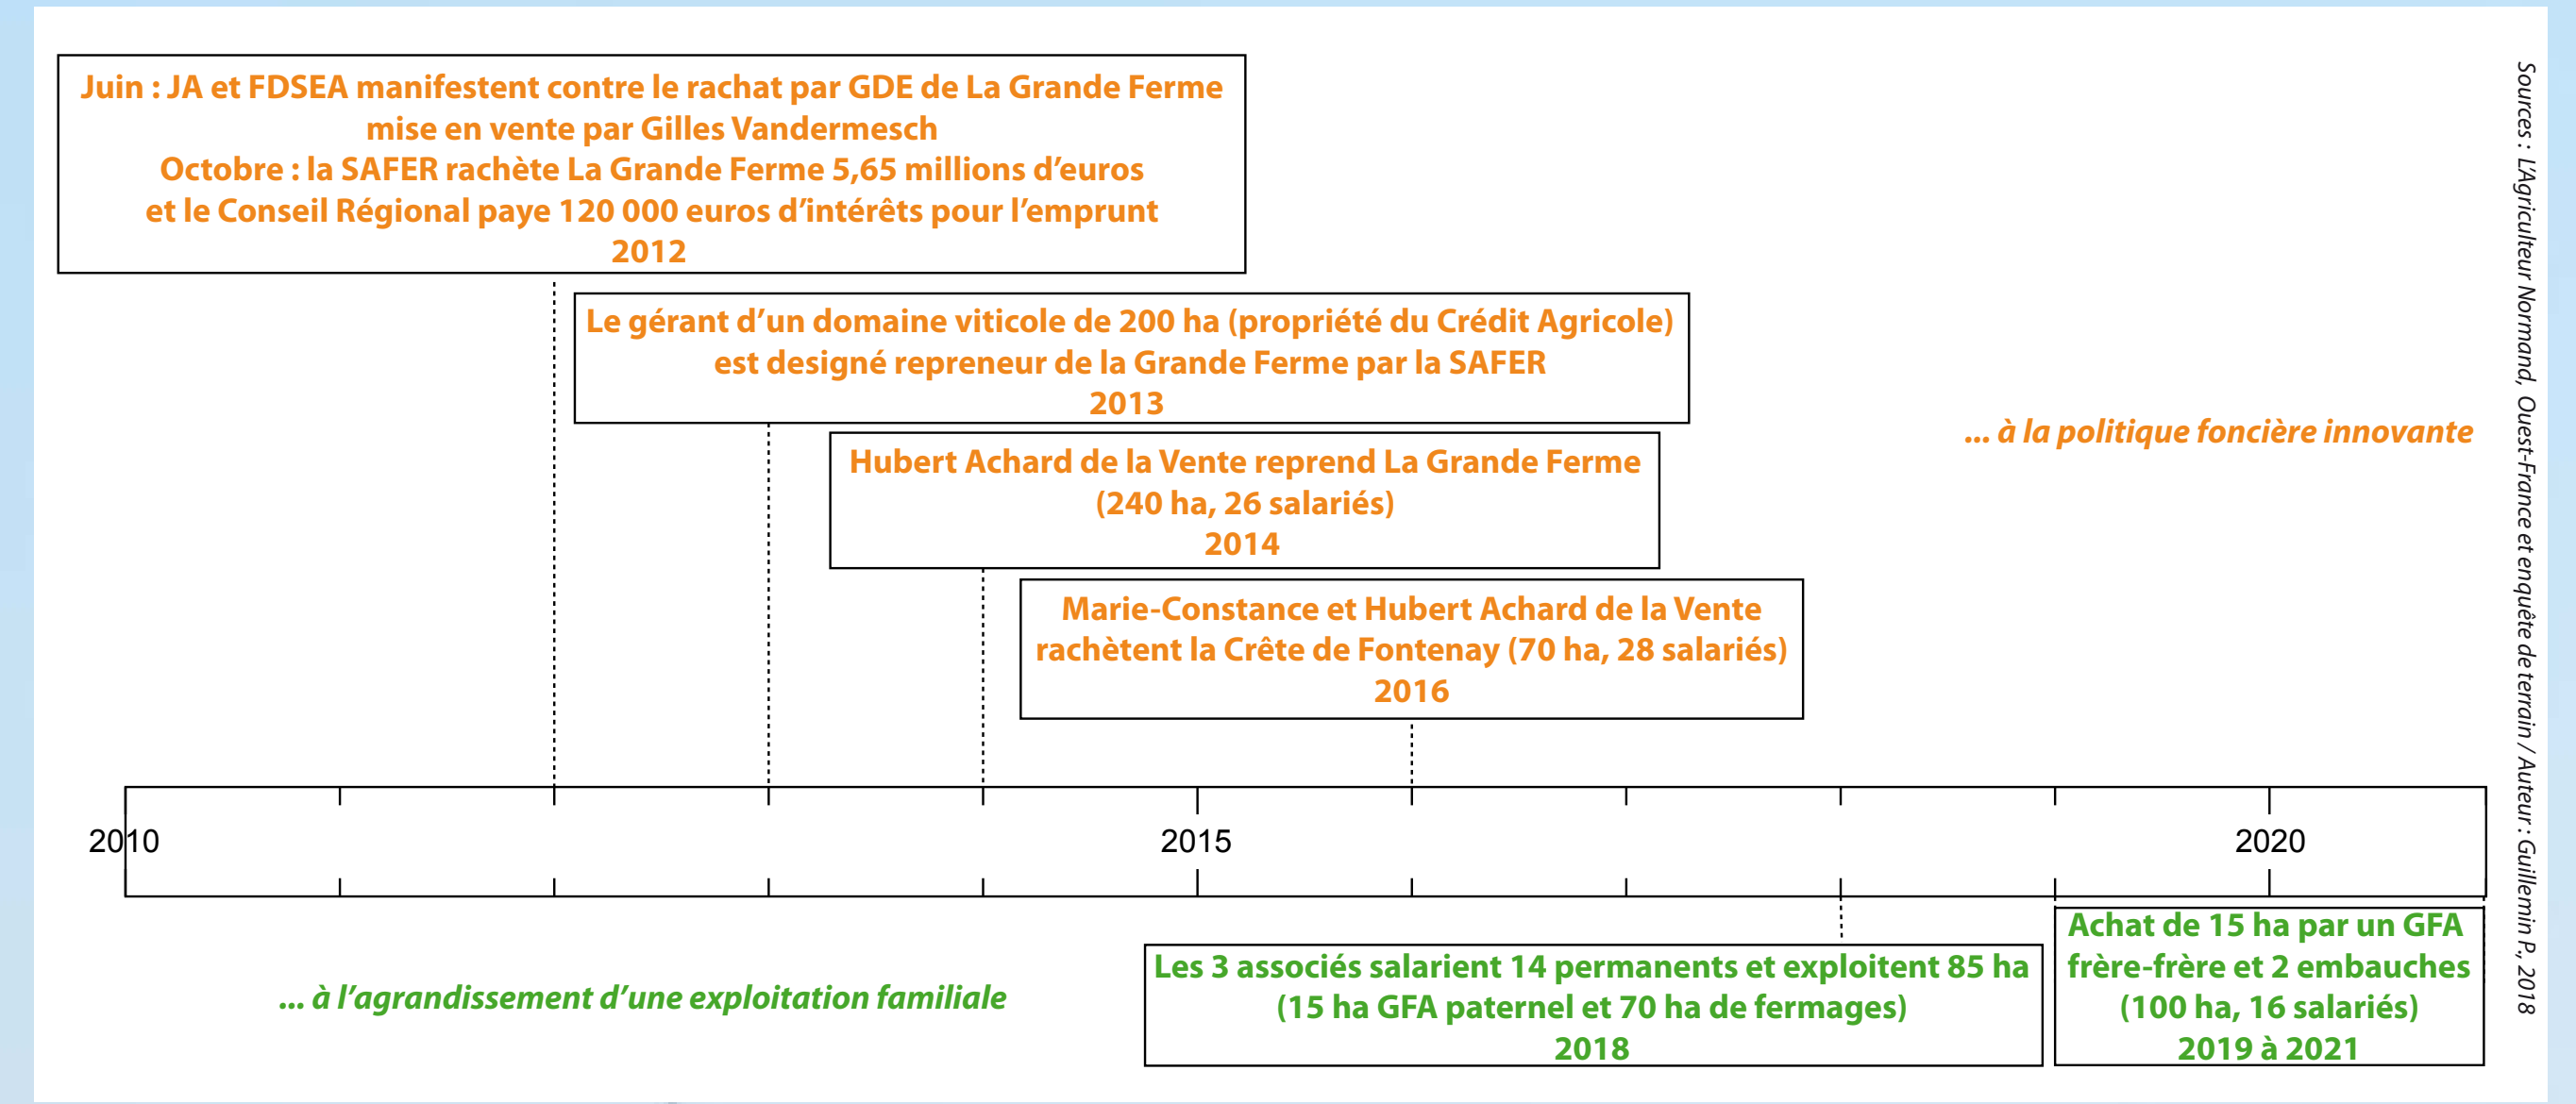 Juin : JA et FDSEA manifestent contre le rachat par GDE de La Grande Ferme
mise en vente par Gilles Vandermesch
Octobre : la SAFER rachète La Grande Ferme 5,65 millions d’euros
et le Conseil Régional paye 120 000 euros d’intérêts pour l’emprunt
2012
Le gérant d’un domaine viticole de 200 ha (propriété du Crédit Agricole)
est designé repreneur de la Grande Ferme par la SAFER
2013
... à la politique foncière innovante
Hubert Achard de la Vente reprend La Grande Ferme
(240 ha, 26 salariés)
2014
Marie-Constance et Hubert Achard de la Vente
rachètent la Crête de Fontenay (70 ha, 28 salariés)
2016
2010
2015
2020
... à l’agrandissement d’une exploitation familiale
Les 3 associés salarient 14 permanents et exploitent 85 ha
(15 ha GFA paternel et 70 ha de fermages)
2018
Achat de 15 ha par un GFA
frère-frère et 2 embauches
(100 ha, 16 salariés)
2019 à 2021
Sources : L’Agriculteur Normand, Ouest-France et enquête de terrain / Auteur : Guillemin P., 2018